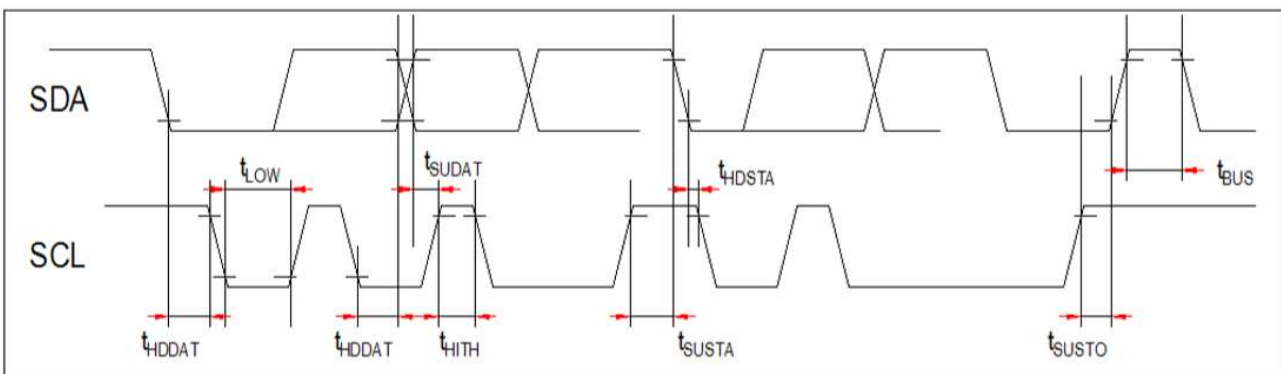 SDA
tLOW
tSUDAT
tHDSTA
tBUS
SCL
tHDDAT
tHDDAT
tHITH
tSUSTA
tSUSTO